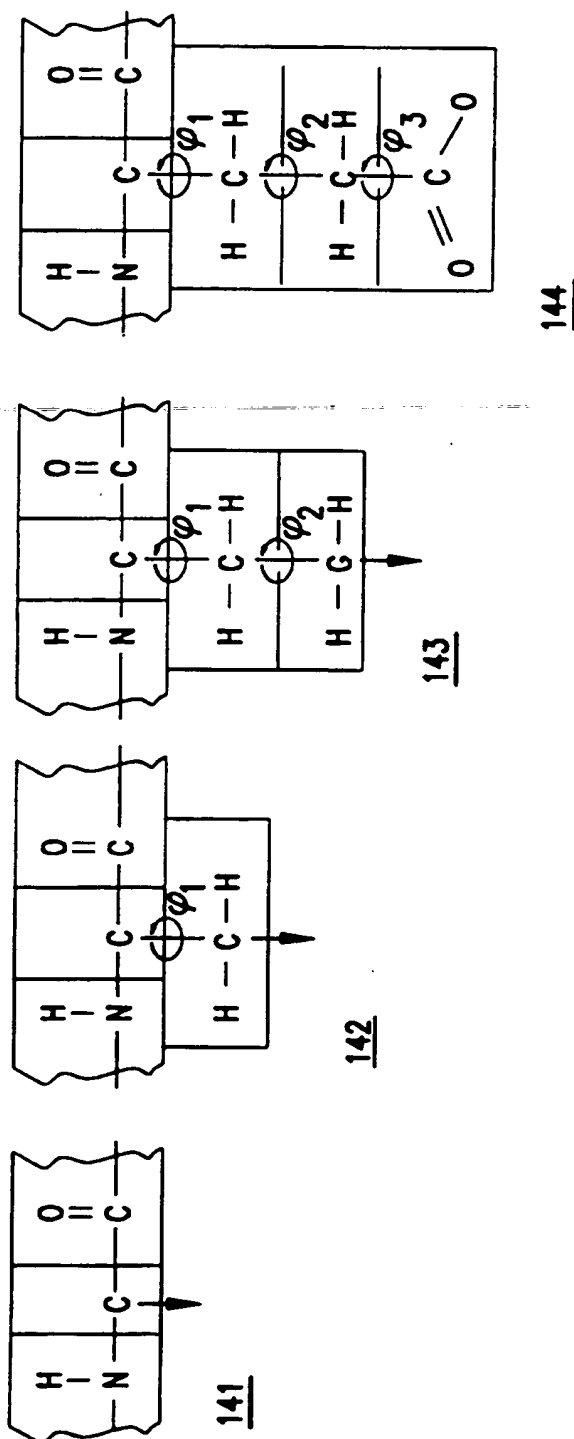 H O
N – C – C
141
H O
N – C – C
φ1
H – C – H
142
H O
N – C – C
φ1
H – C – H
φ2
H – G – H
143
H O
N – C – C
φ1
H – C – H
φ2
H – C – H
φ3
C
O O
144